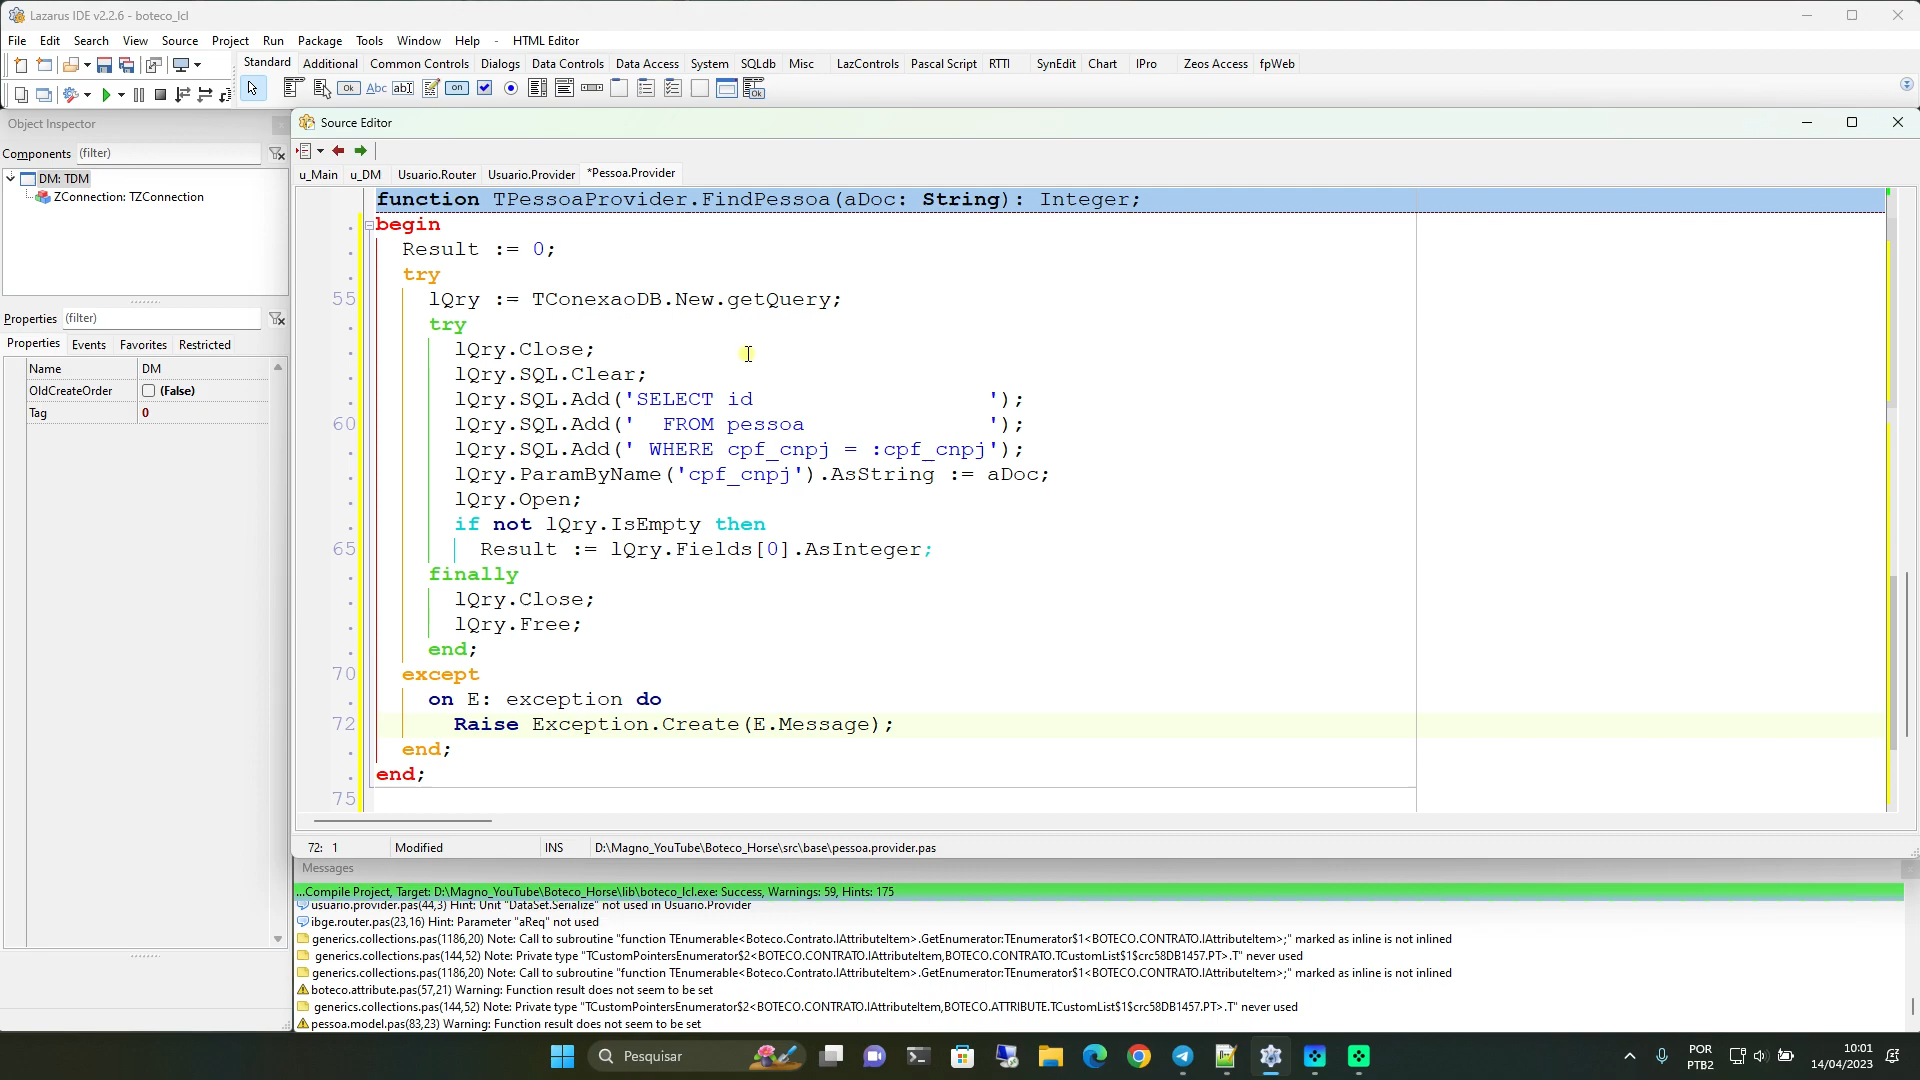 Lazarus IDE v2.2.6 - boteco_lcl
File Edit Search View Source Project Run Package Tools Window Help - HTML Editor
Standard Additional Common Controls Dialogs Data Controls Data Access System SQLdb Misc LazControls Pascal Script RTTI SynEdit Chart IPro Zeos Access fpWeb
Object Inspector
Components (filter)
DM: TDM
ZConnection: TZConnection
Properties (filter)
Properties Events Favorites Restricted
Name DM
OldCreateOrder (False)
Tag 0
Source Editor
u_Main u_DM Usuario.Router Usuario.Provider *Pessoa.Provider
function TPessoaProvider.FindPessoa(aDoc: String): Integer;
begin
Result := 0;
try
55 lQry := TConexaoDB.New.getQuery;
try
lQry.Close;
lQry.SQL.Clear;
lQry.SQL.Add('SELECT id                  ');
60 lQry.SQL.Add('  FROM pessoa              ');
lQry.SQL.Add(' WHERE cpf_cnpj = :cpf_cnpj');
lQry.ParamByName('cpf_cnpj').AsString := aDoc;
lQry.Open;
if not lQry.IsEmpty then
65 Result := lQry.Fields[0].AsInteger;
finally
lQry.Close;
lQry.Free;
end;
70 except
on E: exception do
72 Raise Exception.Create(E.Message);
end;
end;
75
72: 1 Modified INS D:\Magno_YouTube\Boteco_Horse\src\base\pessoa.provider.pas
Messages
...Compile Project, Target: D:\Magno_YouTube\Boteco_Horse\lib\boteco_lcl.exe: Success, Warnings: 59, Hints: 175
usuario.provider.pas(44,3) Hint: Unit "DataSet.Serialize" not used in Usuario.Provider
ibge.router.pas(23,16) Hint: Parameter "aReq" not used
generics.collections.pas(1186,20) Note: Call to subroutine "function TEnumerable<Boteco.Contrato.IAttributeItem>.GetEnumerator:TEnumerator$1<BOTECO.CONTRATO.IAttributeItem>;" marked as inline is not inlined
generics.collections.pas(144,52) Note: Private type "TCustomPointersEnumerator$2<BOTECO.CONTRATO.IAttributeItem,BOTECO.CONTRATO.TCustomList$1$crc58DB1457.PT>.T" never used
generics.collections.pas(1186,20) Note: Call to subroutine "function TEnumerable<Boteco.Contrato.IAttributeItem>.GetEnumerator:TEnumerator$1<BOTECO.CONTRATO.IAttributeItem>;" marked as inline is not inlined
boteco.attribute.pas(57,21) Warning: Function result does not seem to be set
generics.collections.pas(144,52) Note: Private type "TCustomPointersEnumerator$2<BOTECO.CONTRATO.IAttributeItem,BOTECO.ATTRIBUTE.TCustomList$1$crc58DB1457.PT>.T" never used
pessoa.model.pas(83,23) Warning: Function result does not seem to be set
Pesquisar
POR
PTB2
10:01
14/04/2023